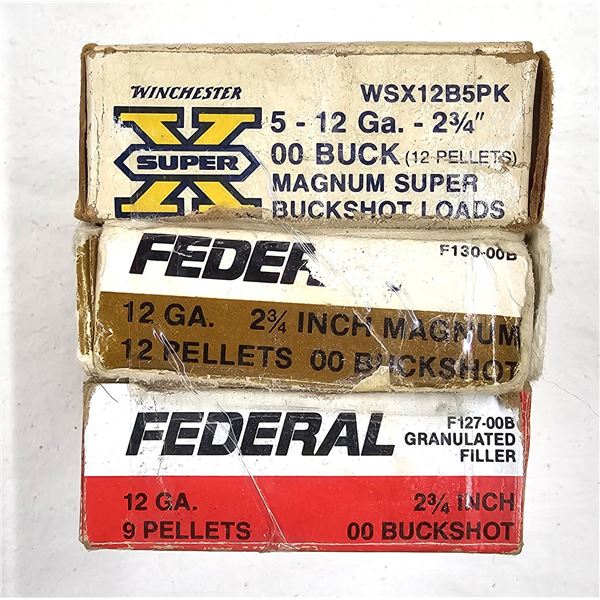 WINCHESTER WSX12B5PK
X SUPER 5 - 12 Ga. - 2¾"
00 BUCK (12 PELLETS)
MAGNUM SUPER
BUCKSHOT LOADS
FEDER F130-00B
12 GA. 2¾ INCH MAGNUM
12 PELLETS 00 BUCKSHOT
FEDERAL F127-00B
GRANULATED
FILLER
12 GA. 2¾ INCH
9 PELLETS 00 BUCKSHOT